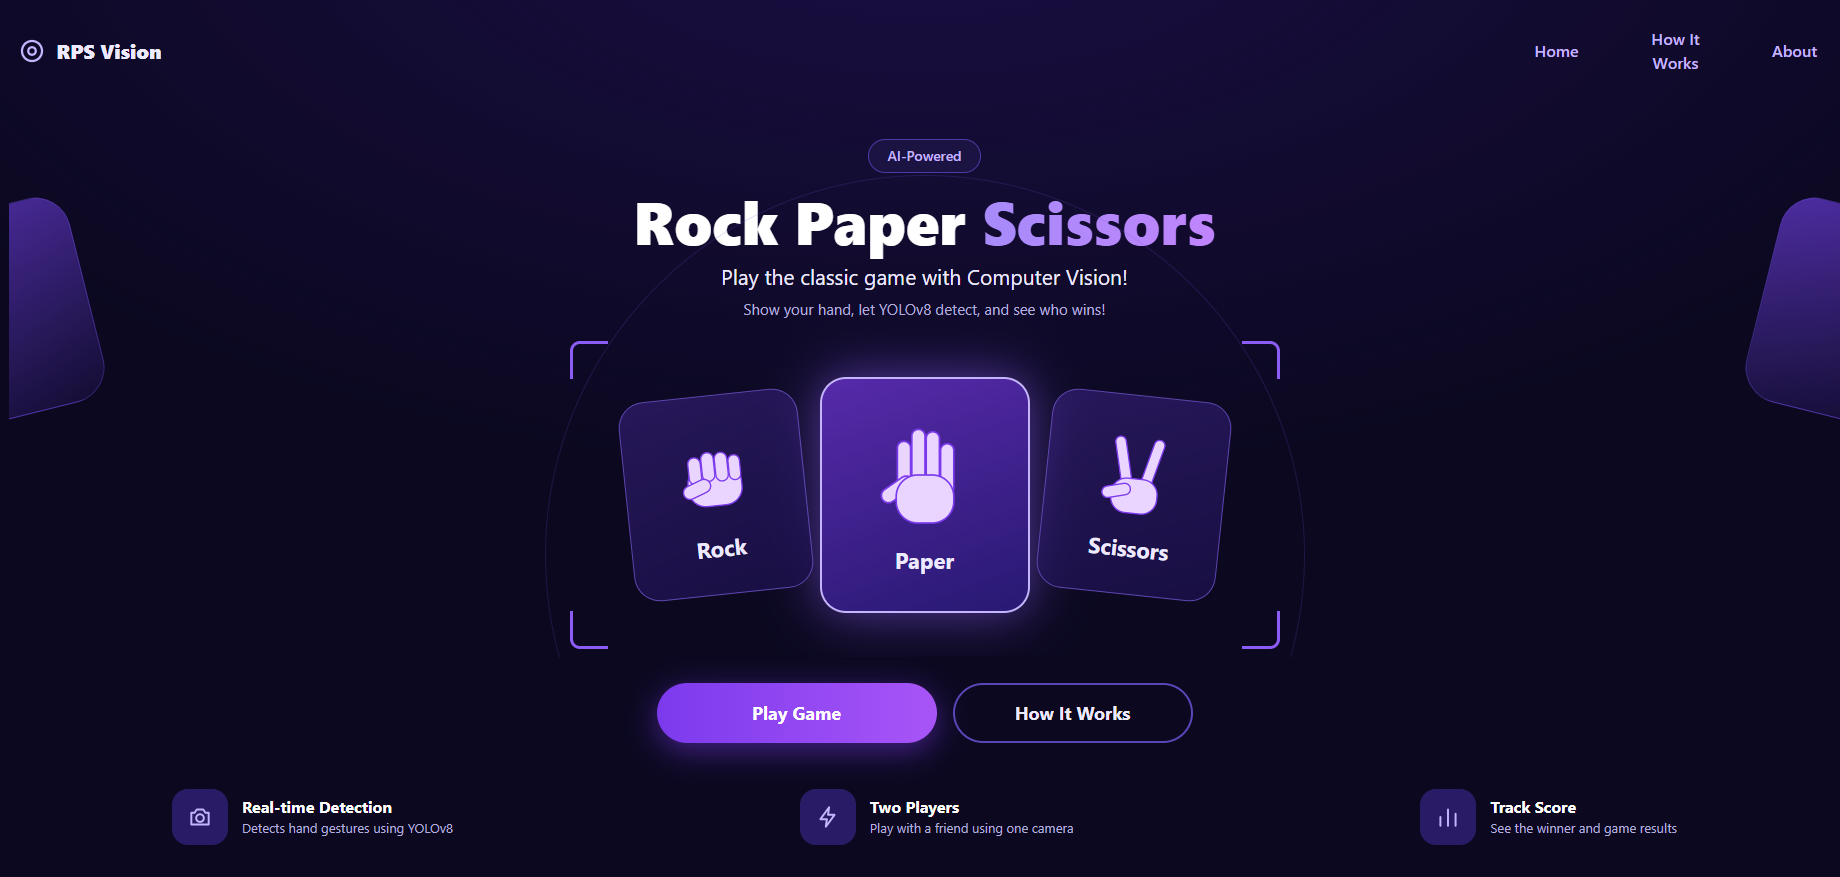 RPS Vision
Home
How It
Works
About
AI-Powered
Rock Paper Scissors
Play the classic game with Computer Vision!
Show your hand, let YOLOv8 detect, and see who wins!
Rock
Paper
Scissors
Play Game
How It Works
Real-time Detection
Detects hand gestures using YOLOv8
Two Players
Play with a friend using one camera
Track Score
See the winner and game results